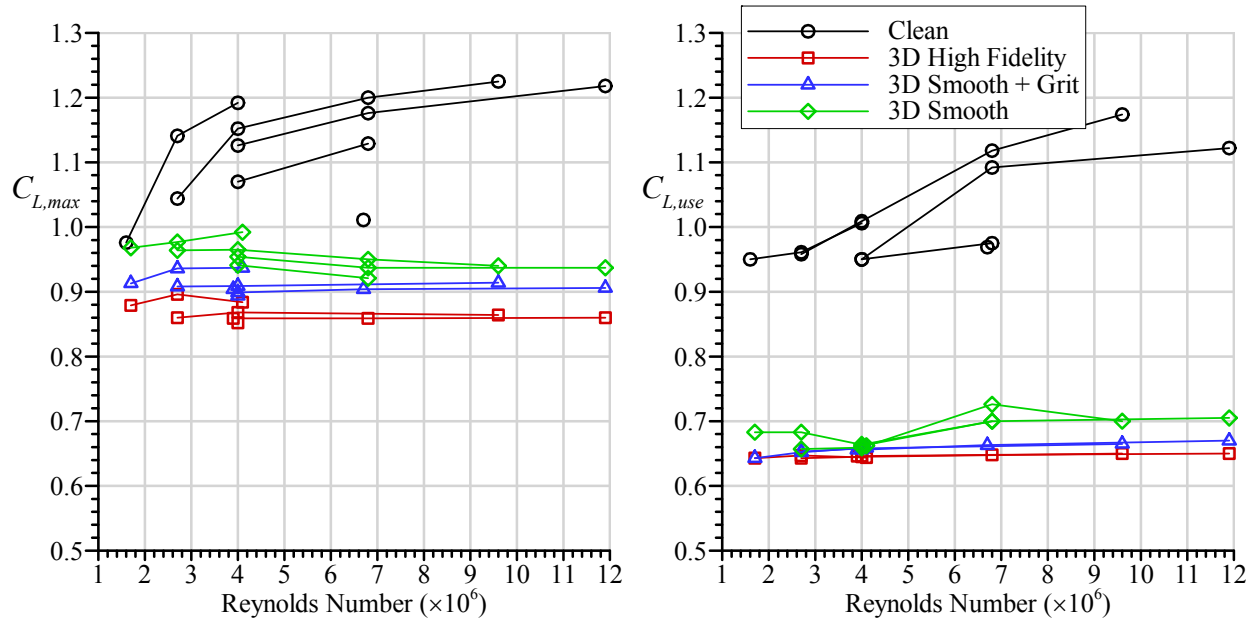 1.3
1.2
1.1
1.0
0.9
0.8
0.7
0.6
0.5
C_{L,max}
1 2 3 4 5 6 7 8 9 10 11 12
Reynolds Number (×10^6)
Clean
3D High Fidelity
3D Smooth + Grit
3D Smooth
1.3
1.2
1.1
1.0
0.9
0.8
0.7
0.6
0.5
C_{L,use}
1 2 3 4 5 6 7 8 9 10 11 12
Reynolds Number (×10^6)